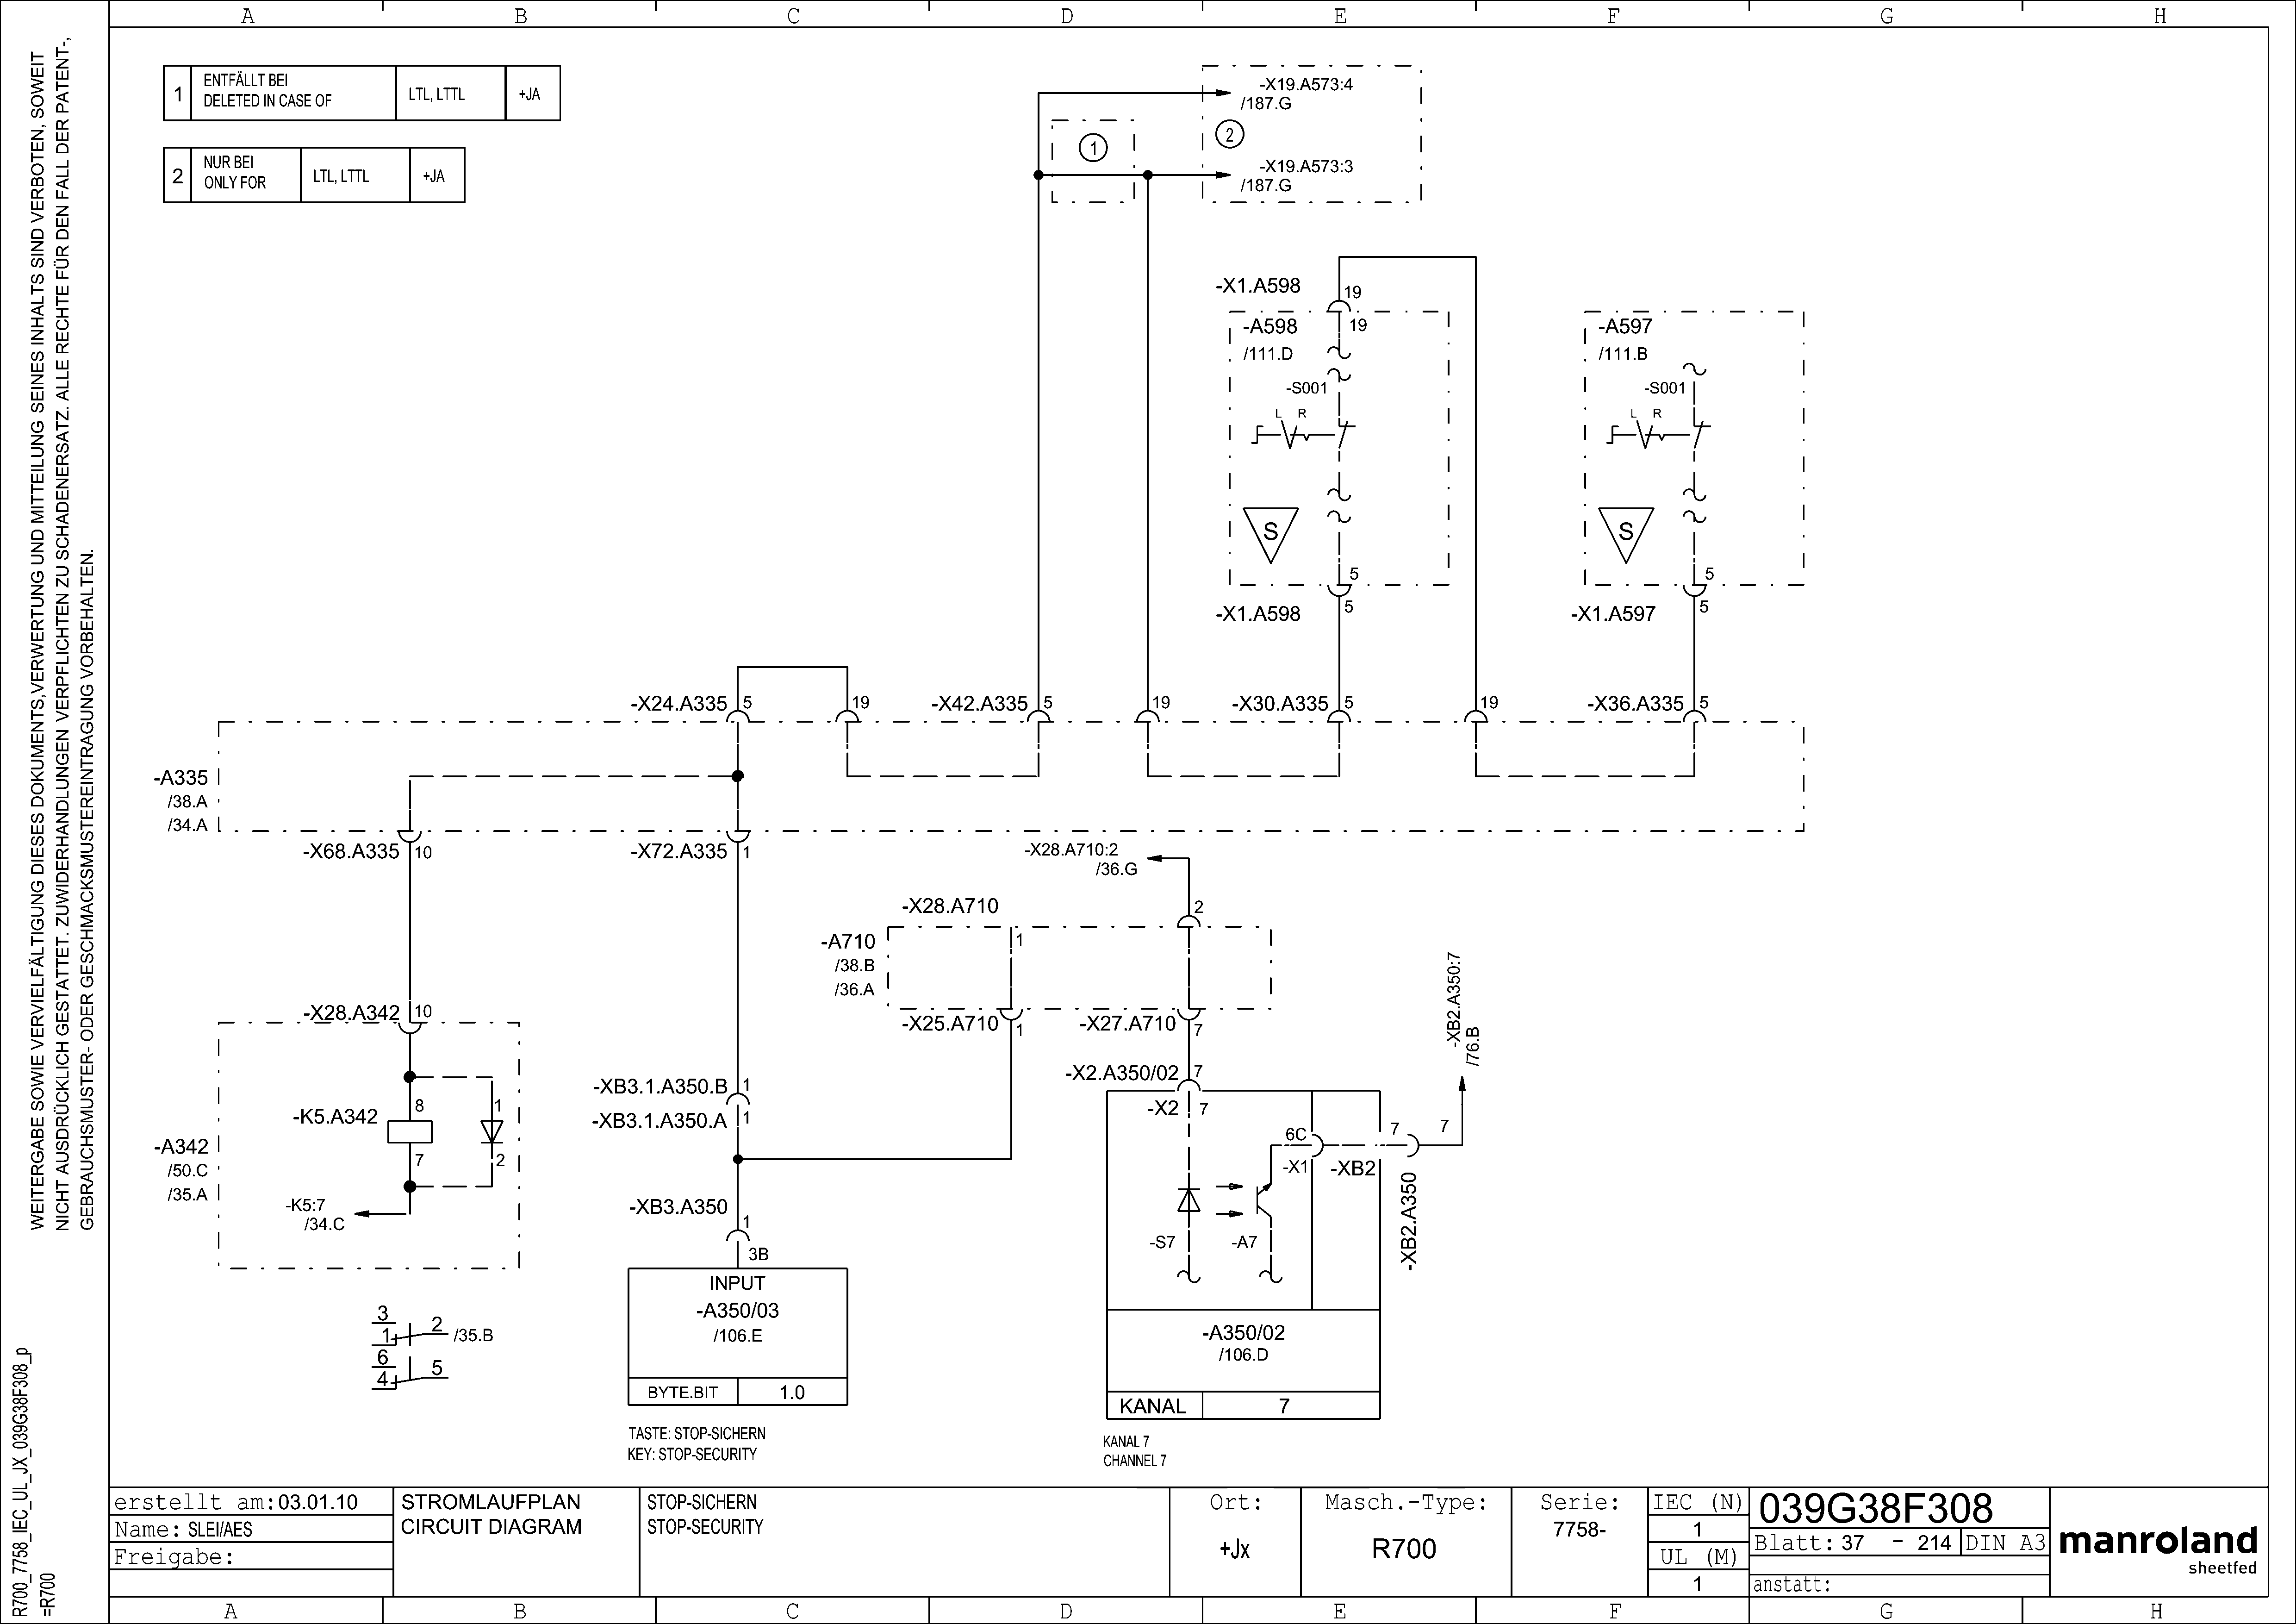 A B C D E F G H
WEITERGABE SOWIE VERVIELFÄLTIGUNG DIESES DOKUMENTS,VERWERTUNG UND MITTEILUNG SEINES INHALTS SIND VERBOTEN, SOWEIT
NICHT AUSDRÜCKLICH GESTATTET. ZUWIDERHANDLUNGEN VERPFLICHTEN ZU SCHADENERSATZ. ALLE RECHTE FÜR DEN FALL DER PATENT-,
GEBRAUCHSMUSTER- ODER GESCHMACKSMUSTEREINTRAGUNG VORBEHALTEN.
R700_7758_IEC_UL_JX_039G38F308_p
=R700
1 ENTFÄLLT BEI LTL, LTTL +JA
DELETED IN CASE OF
2 NUR BEI LTL, LTTL +JA
ONLY FOR
-X19.A573:4
/187.G
1
2
-X19.A573:3
/187.G
-X1.A598 19
-A598 19
/111.D
-S001
L R
S
5
-X1.A598 5
-A597
/111.B
-S001
L R
S
5
-X1.A597 5
-X24.A335 5 19 -X42.A335 5 19 -X30.A335 5 19 -X36.A335 5
-A335
/38.A
/34.A
-X68.A335 10 -X72.A335 1
-X28.A710:2
/36.G
-X28.A710 2
-A710 1
/38.B
/36.A
-X25.A710 1 -X27.A710 7
-X28.A342 10
-A342
/50.C
/35.A
-K5.A342 8 1
7 2
-K5:7
/34.C
3
1 2 /35.B
6
4 5
-XB3.1.A350.B 1
-XB3.1.A350.A 1
-XB3.A350 1
3B
INPUT
-A350/03
/106.E
BYTE.BIT 1.0
TASTE: STOP-SICHERN
KEY: STOP-SECURITY
-X2.A350/02 7
-X2 7
6C 7 7
-X1 -XB2
-XB2.A350
-XB2.A350:7
/76.B
-S7 -A7
-A350/02
/106.D
KANAL 7
KANAL 7
CHANNEL 7
erstellt am: 03.01.10
Name: SLEI/AES
Freigabe:
STROMLAUFPLAN
CIRCUIT DIAGRAM
STOP-SICHERN
STOP-SECURITY
Ort:
+Jx
Masch.-Type:
R700
Serie:
7758-
IEC (N)
1
UL (M)
1
039G38F308
Blatt: 37 - 214 DIN A3
anstatt:
manroland
sheetfed
A B C D E F G H